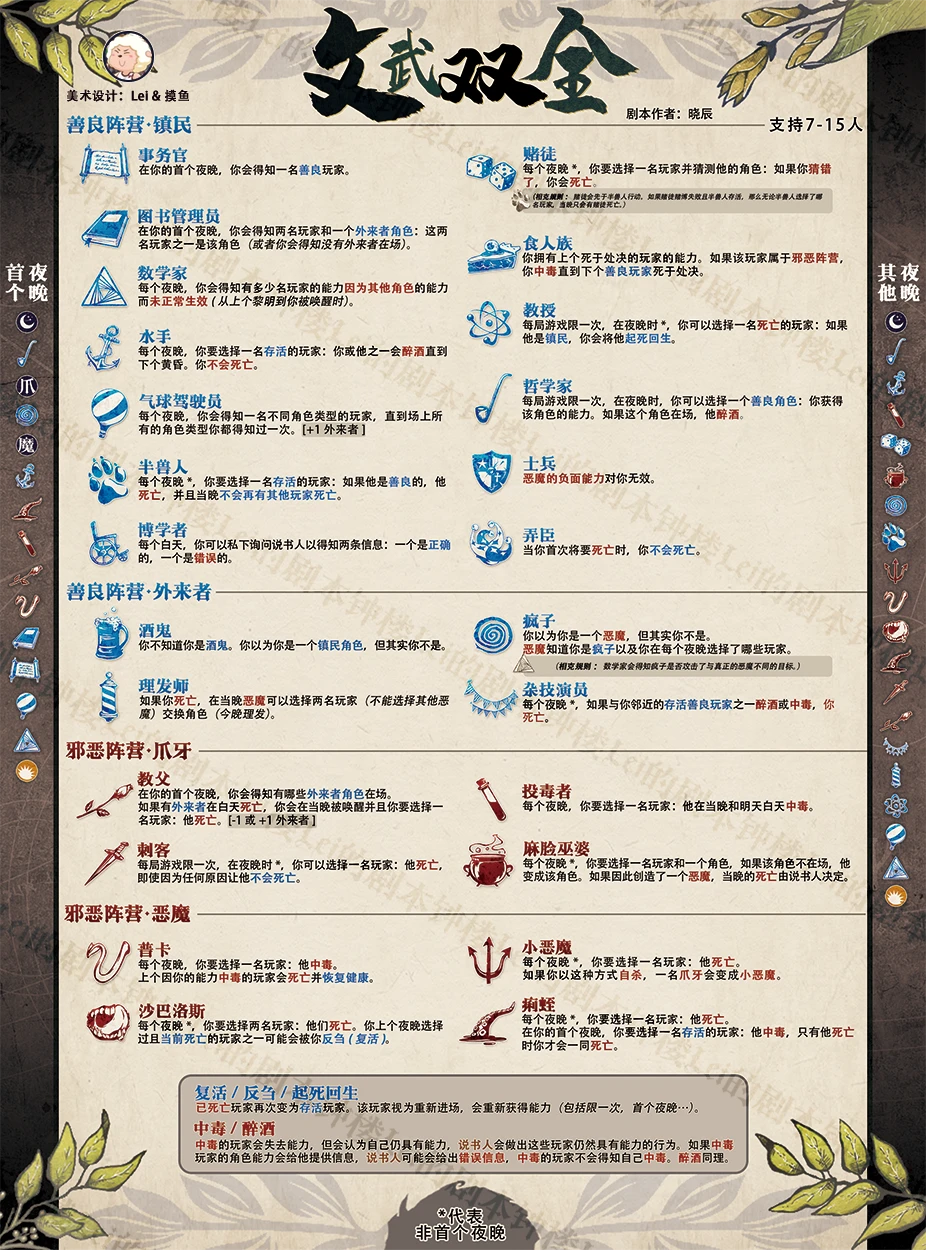 文武双全
美术设计：Lei & 摸鱼
剧本作者：晓辰
支持7-15人
善良阵营·镇民
事务官
在你的首个夜晚，你会得知一名善良玩家。
图书管理员
在你的首个夜晚，你会得知两名玩家和一个外来者角色：这两
名玩家之一是该角色（或者你会得知没有外来者在场）。
数学家
每个夜晚，你会得知有多少名玩家的能力因为其他角色的能力
而未正常生效（从上个黎明到你被唤醒时）。
水手
每个夜晚，你要选择一名存活的玩家：你或他之一会醉酒直到
下个黄昏。你不会死亡。
气球驾驶员
每个夜晚，你会得知一名不同角色类型的玩家，直到场上所
有的角色类型你都得知过一次。[+1 外来者]
半兽人
每个夜晚*，你要选择一名存活的玩家：如果他是善良的，他
死亡，并且当晚不会再有其他玩家死亡。
博学者
每个白天，你可以私下询问说书人以得知两条信息：一个是正确
的，一个是错误的。
赌徒
每个夜晚*，你要选择一名玩家并猜测他的角色：如果你猜错
了，你会死亡。
（相克规则：赌徒会先于半兽人行动，如果赌徒赌博失败且半兽人存活，那么无论半兽人选择了哪
名玩家，当晚只会有赌徒死亡。）
食人族
你拥有上个死于处决的玩家的能力。如果该玩家属于邪恶阵营，
你中毒直到下个善良玩家死于处决。
教授
每局游戏限一次，在夜晚时*，你可以选择一名死亡的玩家：如果
他是镇民，你会将他起死回生。
哲学家
每局游戏限一次，在夜晚时，你可以选择一个善良角色：你获得
该角色的能力。如果这个角色在场，他醉酒。
士兵
恶魔的负面能力对你无效。
弄臣
当你首次将要死亡时，你不会死亡。
善良阵营·外来者
酒鬼
你不知道你是酒鬼。你以为你是一个镇民角色，但其实你不是。
理发师
如果你死亡，在当晚恶魔可以选择两名玩家（不能选择其他恶
魔）交换角色（今晚理发）。
疯子
你以为你是一个恶魔，但其实你不是。
恶魔知道你是疯子以及你在每个夜晚选择了哪些玩家。
（相克规则：数学家会得知疯子是否攻击了与真正的恶魔不同的目标。）
杂技演员
每个夜晚*，如果与你邻近的存活善良玩家之一醉酒或中毒，你
死亡。
邪恶阵营·爪牙
教父
在你的首个夜晚，你会得知有哪些外来者角色在场。
如果有外来者在白天死亡，你会在当晚被唤醒并且你要选择一
名玩家：他死亡。[-1 或 +1 外来者]
刺客
每局游戏限一次，在夜晚时*，你可以选择一名玩家：他死亡，
即使因为任何原因让他不会死亡。
投毒者
每个夜晚，你要选择一名玩家：他在当晚和明天白天中毒。
麻脸巫婆
每个夜晚*，你要选择一名玩家和一个角色，如果该角色不在场，他
变成该角色。如果因此创造了一个恶魔，当晚的死亡由说书人决定。
邪恶阵营·恶魔
普卡
每个夜晚，你要选择一名玩家：他中毒。
上个因你的能力中毒的玩家会死亡并恢复健康。
沙巴洛斯
每个夜晚*，你要选择两名玩家：他们死亡。你上个夜晚选择
过且当前死亡的玩家之一可能会被你反刍（复活）。
小恶魔
每个夜晚*，你要选择一名玩家：他死亡。
如果你以这种方式自杀，一名爪牙会变成小恶魔。
痢蛭
每个夜晚*，你要选择一名玩家：他死亡。
在你的首个夜晚，你要选择一名存活的玩家：他中毒，只有他死亡
时你才会一同死亡。
复活 / 反刍 / 起死回生
已死亡玩家再次变为存活玩家。该玩家视为重新进场，会重新获得能力（包括限一次，首个夜晚…）。
中毒 / 醉酒
中毒的玩家会失去能力，但会认为自己仍具有能力，说书人会做出这些玩家仍然具有能力的行为。如果中毒
玩家的角色能力会给他提供信息，说书人可能会给出错误信息，中毒的玩家不会得知自己中毒。醉酒同理。
*代表
非首个夜晚
首个
夜晚
爪
魔
其他
夜晚